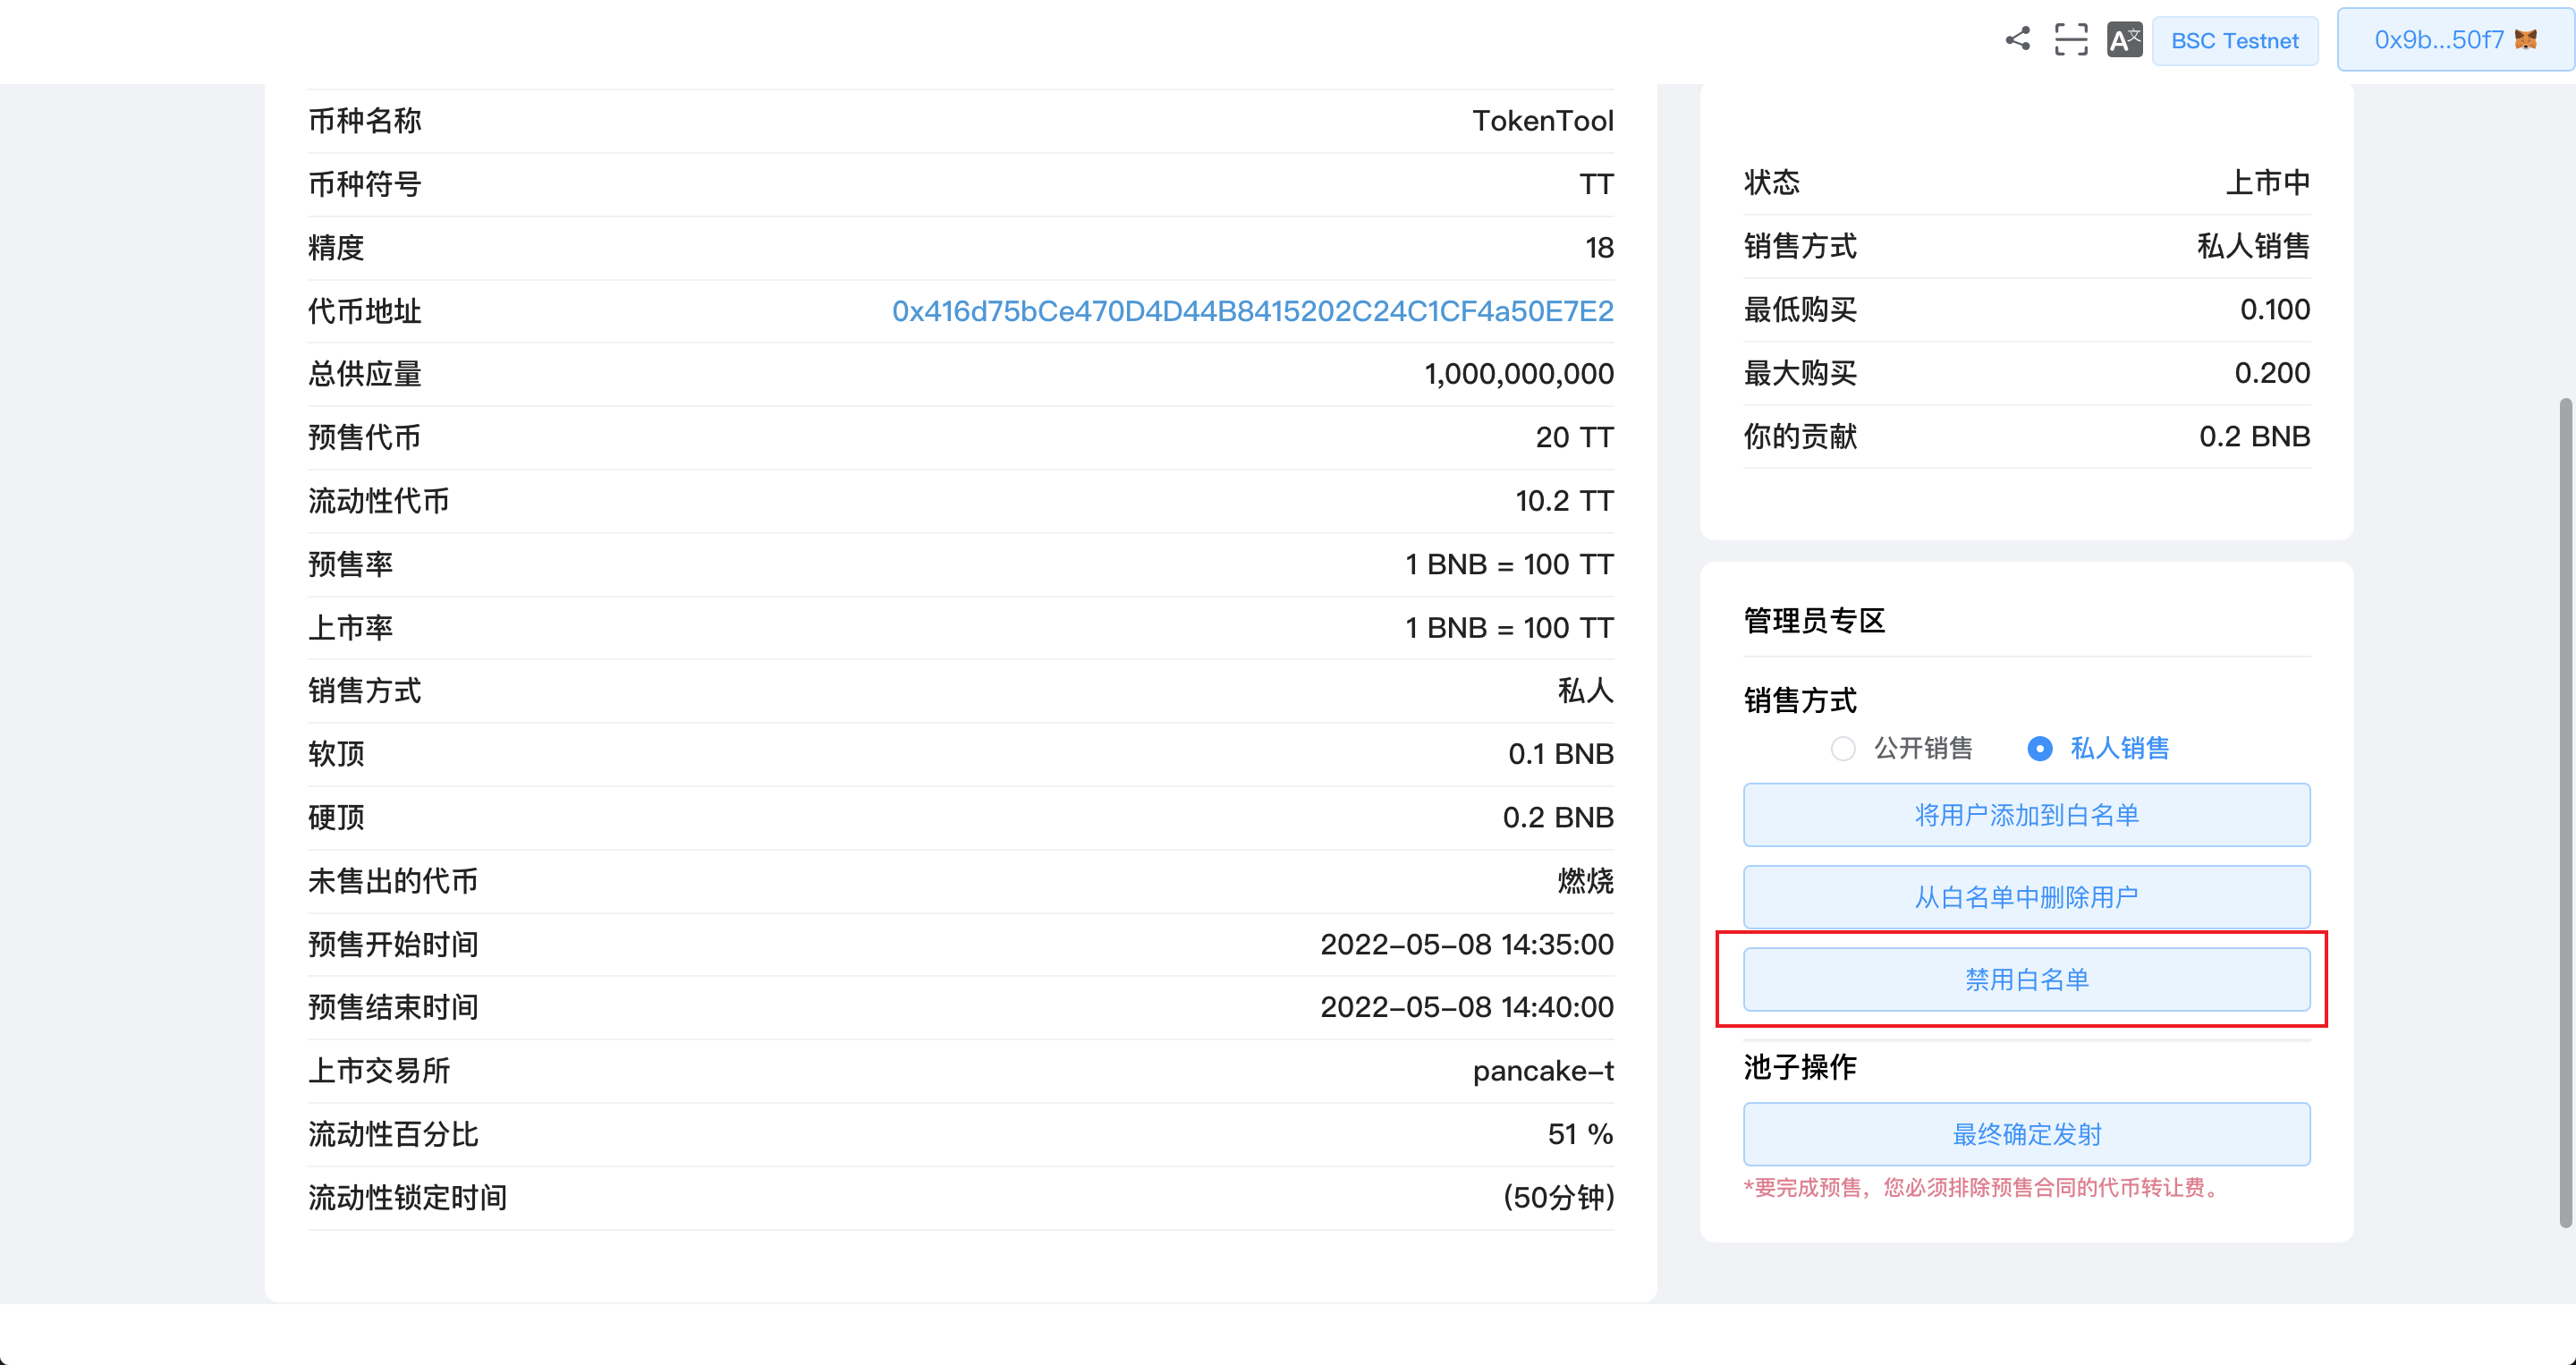 A文
BSC Testnet
0x9b...50f7
币种名称 TokenTool
币种符号 TT
精度 18
代币地址 0x416d75bCe470D4D44B8415202C24C1CF4a50E7E2
总供应量 1,000,000,000
预售代币 20 TT
流动性代币 10.2 TT
预售率 1 BNB = 100 TT
上市率 1 BNB = 100 TT
销售方式 私人
软顶 0.1 BNB
硬顶 0.2 BNB
未售出的代币 燃烧
预售开始时间 2022-05-08 14:35:00
预售结束时间 2022-05-08 14:40:00
上市交易所 pancake-t
流动性百分比 51 %
流动性锁定时间 (50分钟)
状态 上市中
销售方式 私人销售
最低购买 0.100
最大购买 0.200
你的贡献 0.2 BNB
管理员专区
销售方式
公开销售 私人销售
将用户添加到白名单
从白名单中删除用户
禁用白名单
池子操作
最终确定发射
*要完成预售，您必须排除预售合同的代币转让费。